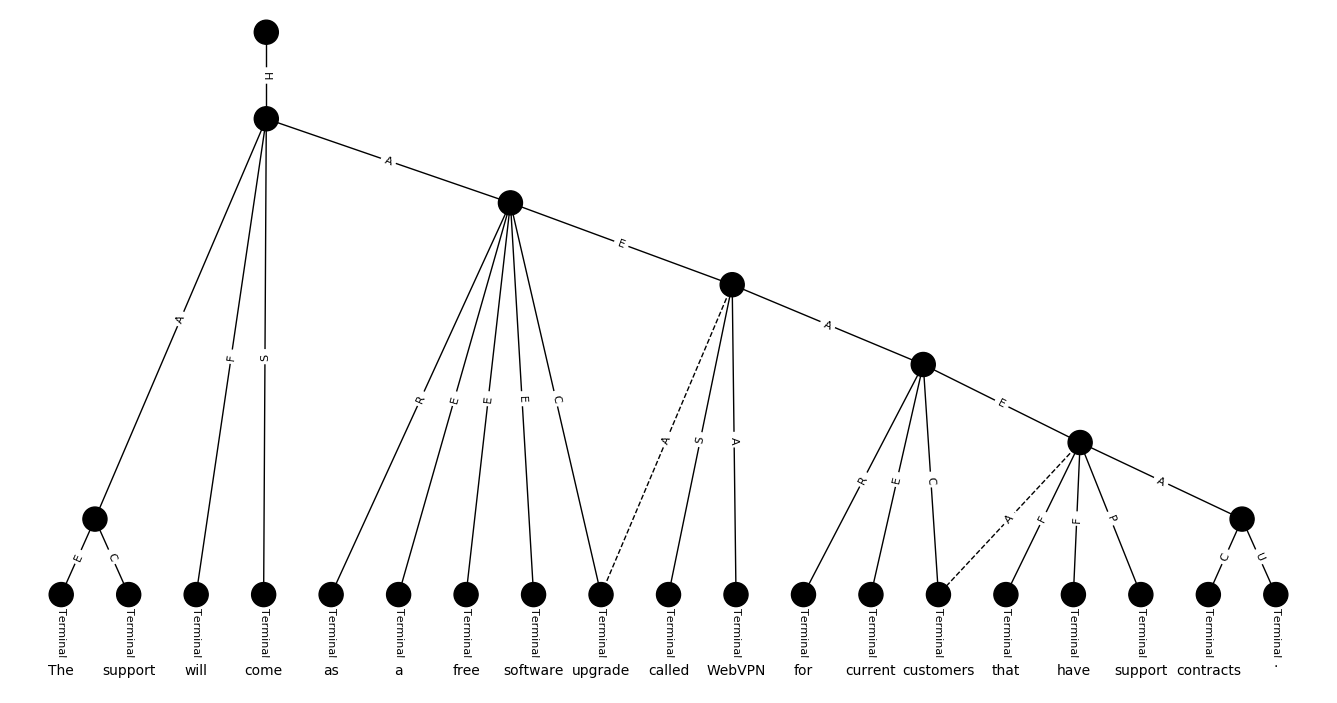 H
A
A
E
A
F
S
A
R
E
E
E
C
E
A
S
A
R
E
C
A
F
F
P
A
E
C
C
U
Terminal Terminal Terminal Terminal Terminal Terminal Terminal Terminal Terminal Terminal Terminal Terminal Terminal Terminal Terminal Terminal Terminal Terminal Terminal
The support will come as a free software upgrade called WebVPN for current customers that have support contracts .